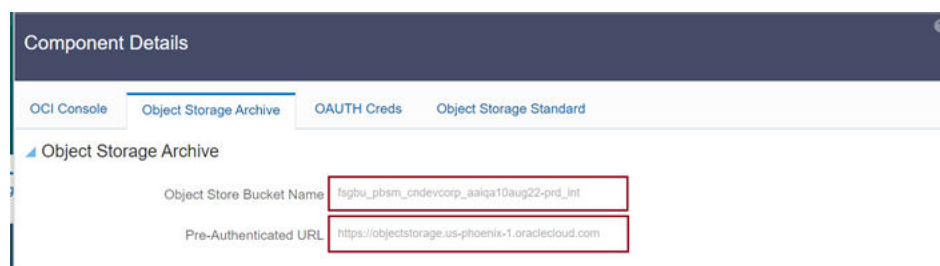 Component Details
OCI Console Object Storage Archive OAUTH Creds Object Storage Standard
Object Storage Archive
Object Store Bucket Name fsgbu_pbsm_cndevcorp_aaiqa10aug22-prd_int
Pre-Authenticated URL https://objectstorage.us-phoenix-1.oraclecloud.com